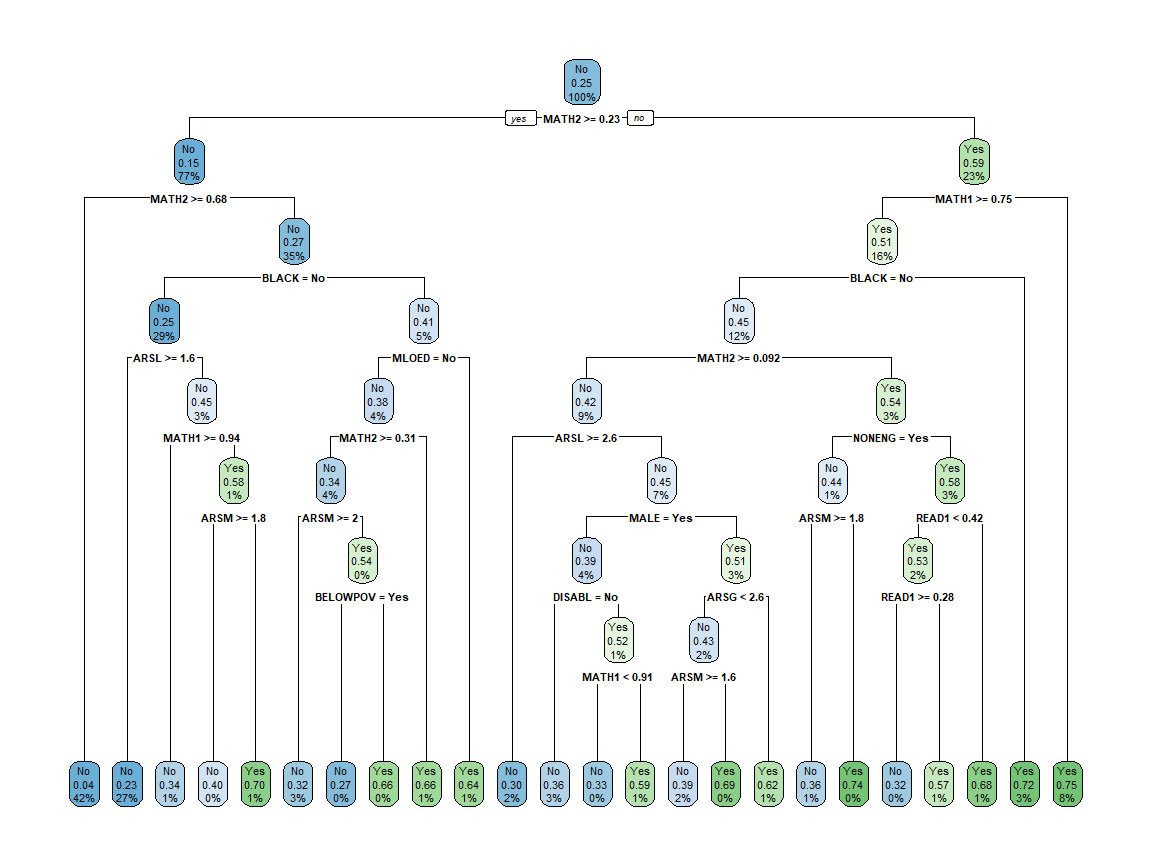 No
0.25
100%
yes MATH2 >= 0.23 no
No
0.15
77%
Yes
0.59
23%
MATH2 >= 0.68
MATH1 >= 0.75
No
0.27
35%
Yes
0.51
16%
BLACK = No
BLACK = No
No
0.25
29%
No
0.41
5%
No
0.45
12%
ARSL >= 1.6
MLOED = No
MATH2 >= 0.092
No
0.45
3%
No
0.38
4%
No
0.42
9%
Yes
0.54
3%
MATH1 >= 0.94
MATH2 >= 0.31
ARSL >= 2.6
NONENG = Yes
Yes
0.58
1%
No
0.34
4%
No
0.45
7%
No
0.44
1%
Yes
0.58
3%
ARSM >= 1.8
ARSM >= 2
MALE = Yes
ARSM >= 1.8
READ1 < 0.42
Yes
0.54
0%
No
0.39
4%
Yes
0.51
3%
Yes
0.53
2%
BELOWPOV = Yes
DISABL = No
ARSG < 2.6
READ1 >= 0.28
Yes
0.52
1%
No
0.43
2%
MATH1 < 0.91
ARSM >= 1.6
No
0.04
42%
No
0.23
27%
No
0.34
1%
No
0.40
0%
Yes
0.70
1%
No
0.32
3%
No
0.27
0%
Yes
0.66
0%
Yes
0.66
1%
Yes
0.64
1%
No
0.30
2%
No
0.36
3%
No
0.33
0%
Yes
0.59
1%
No
0.39
2%
Yes
0.69
0%
Yes
0.62
1%
No
0.36
1%
Yes
0.74
0%
No
0.32
0%
Yes
0.57
1%
Yes
0.68
1%
Yes
0.72
3%
Yes
0.75
8%